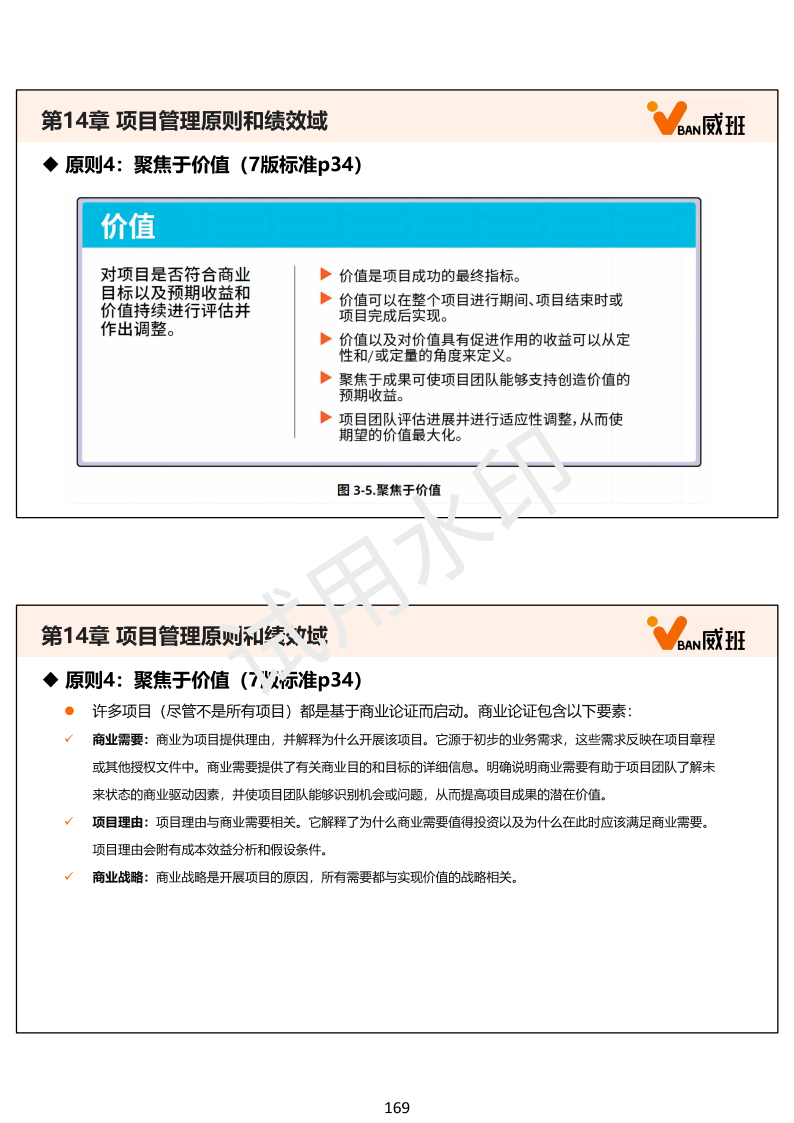 第14章 项目管理原则和绩效域
VBAN威班
◆ 原则4：聚焦于价值（7版标准p34）
价值
对项目是否符合商业
目标以及预期收益和
价值持续进行评估并
作出调整。
▶ 价值是项目成功的最终指标。
▶ 价值可以在整个项目进行期间、项目结束时或
项目完成后实现。
▶ 价值以及对价值具有促进作用的收益可以从定
性和/或定量的角度来定义。
▶ 聚焦于成果可使项目团队能够支持创造价值的
预期收益。
▶ 项目团队评估进展并进行适应性调整，从而使
期望的价值最大化。
图 3-5.聚焦于价值
试用水印
第14章 项目管理原则和绩效域
VBAN威班
◆ 原则4：聚焦于价值（7版标准p34）
● 许多项目（尽管不是所有项目）都是基于商业论证而启动。商业论证包含以下要素：
✓ 商业需要：商业为项目提供理由，并解释为什么开展该项目。它源于初步的业务需求，这些需求反映在项目章程
或其他授权文件中。商业需要提供了有关商业目的和目标的详细信息。明确说明商业需要有助于项目团队了解未
来状态的商业驱动因素，并使项目团队能够识别机会或问题，从而提高项目成果的潜在价值。
✓ 项目理由：项目理由与商业需要相关。它解释了为什么商业需要值得投资以及为什么在此时应该满足商业需要。
项目理由会附有成本效益分析和假设条件。
✓ 商业战略：商业战略是开展项目的原因，所有需要都与实现价值的战略相关。
169